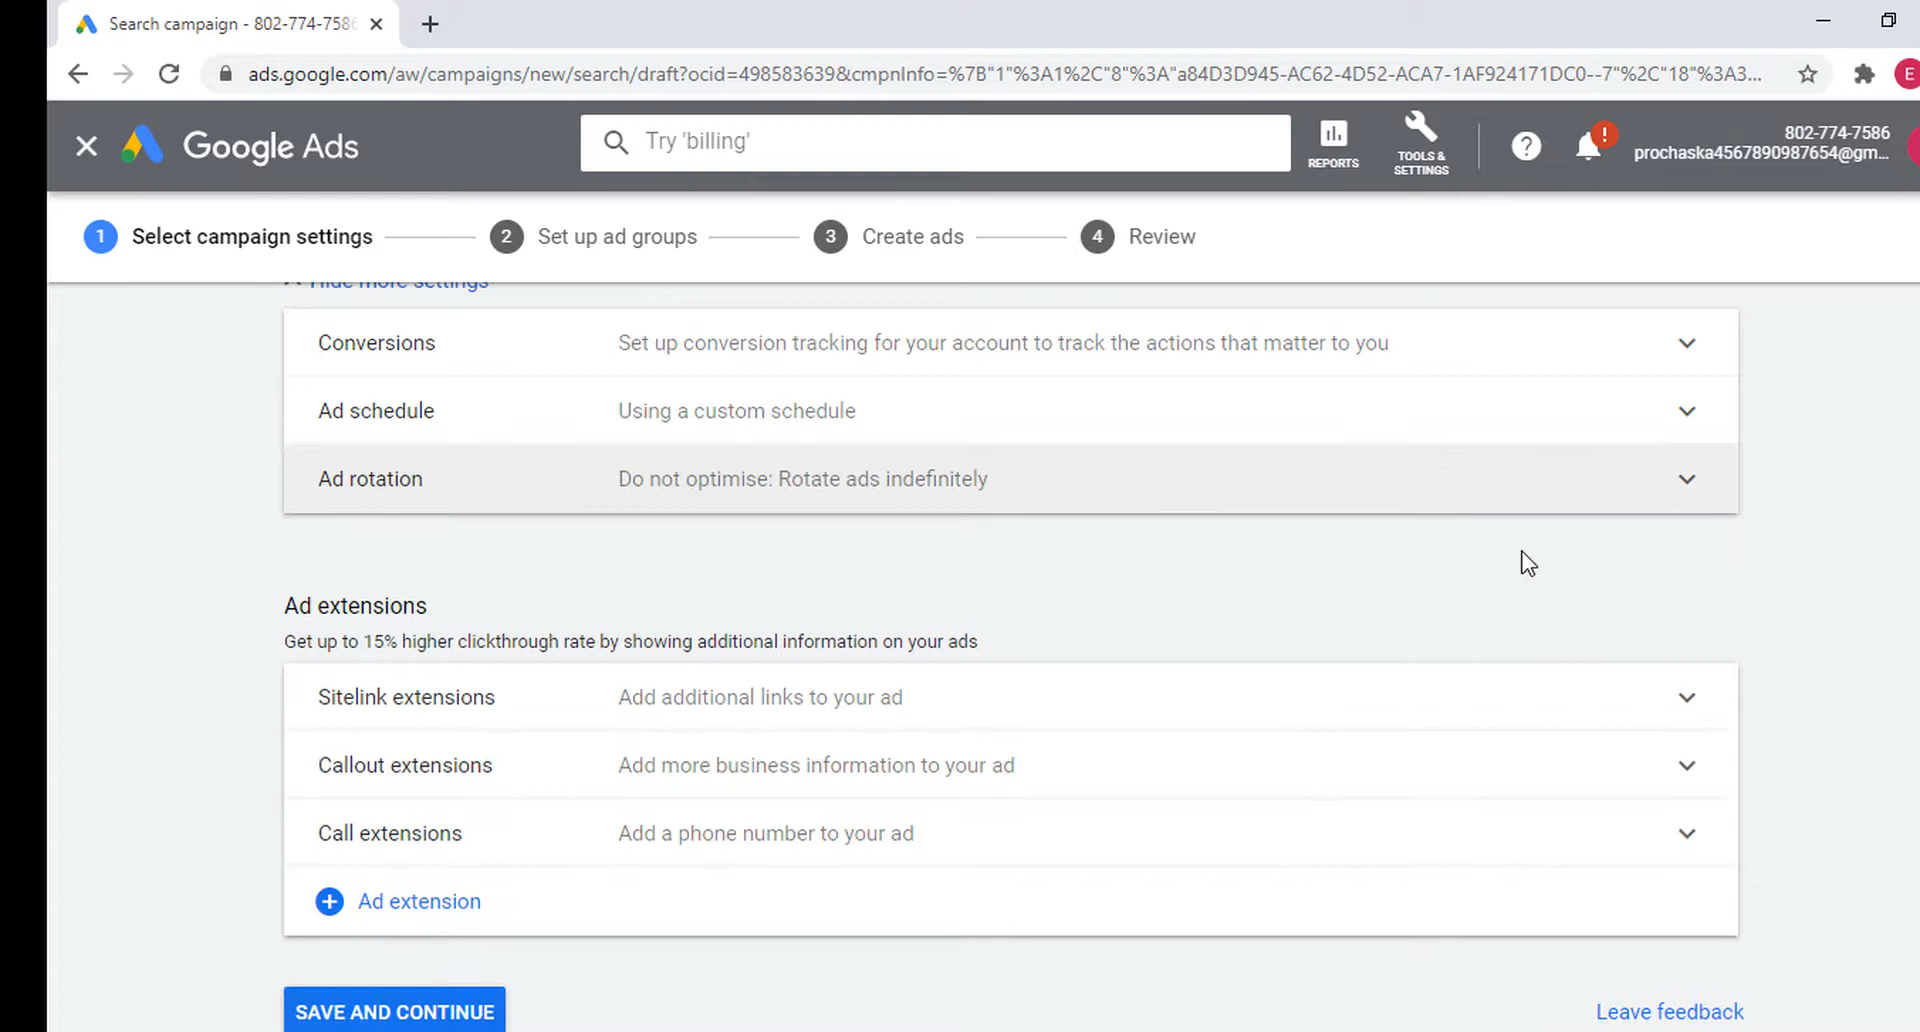 Search campaign - 802-774-7586
ads.google.com/aw/campaigns/new/search/draft?ocid=498583639&cmpnInfo=%7B"1"%3A1%2C"8"%3A"a84D3D945-AC62-4D52-ACA7-1AF924171DC0--7"%2C"18"%3A3...
E
Google Ads
Try 'billing'
REPORTS
TOOLS &
SETTINGS
?
!
802-774-7586
prochaska4567890987654@gm...
1 Select campaign settings
2 Set up ad groups
3 Create ads
4 Review
Hide more settings
Conversions Set up conversion tracking for your account to track the actions that matter to you
Ad schedule Using a custom schedule
Ad rotation Do not optimise: Rotate ads indefinitely
Ad extensions
Get up to 15% higher clickthrough rate by showing additional information on your ads
Sitelink extensions Add additional links to your ad
Callout extensions Add more business information to your ad
Call extensions Add a phone number to your ad
Ad extension
SAVE AND CONTINUE
Leave feedback